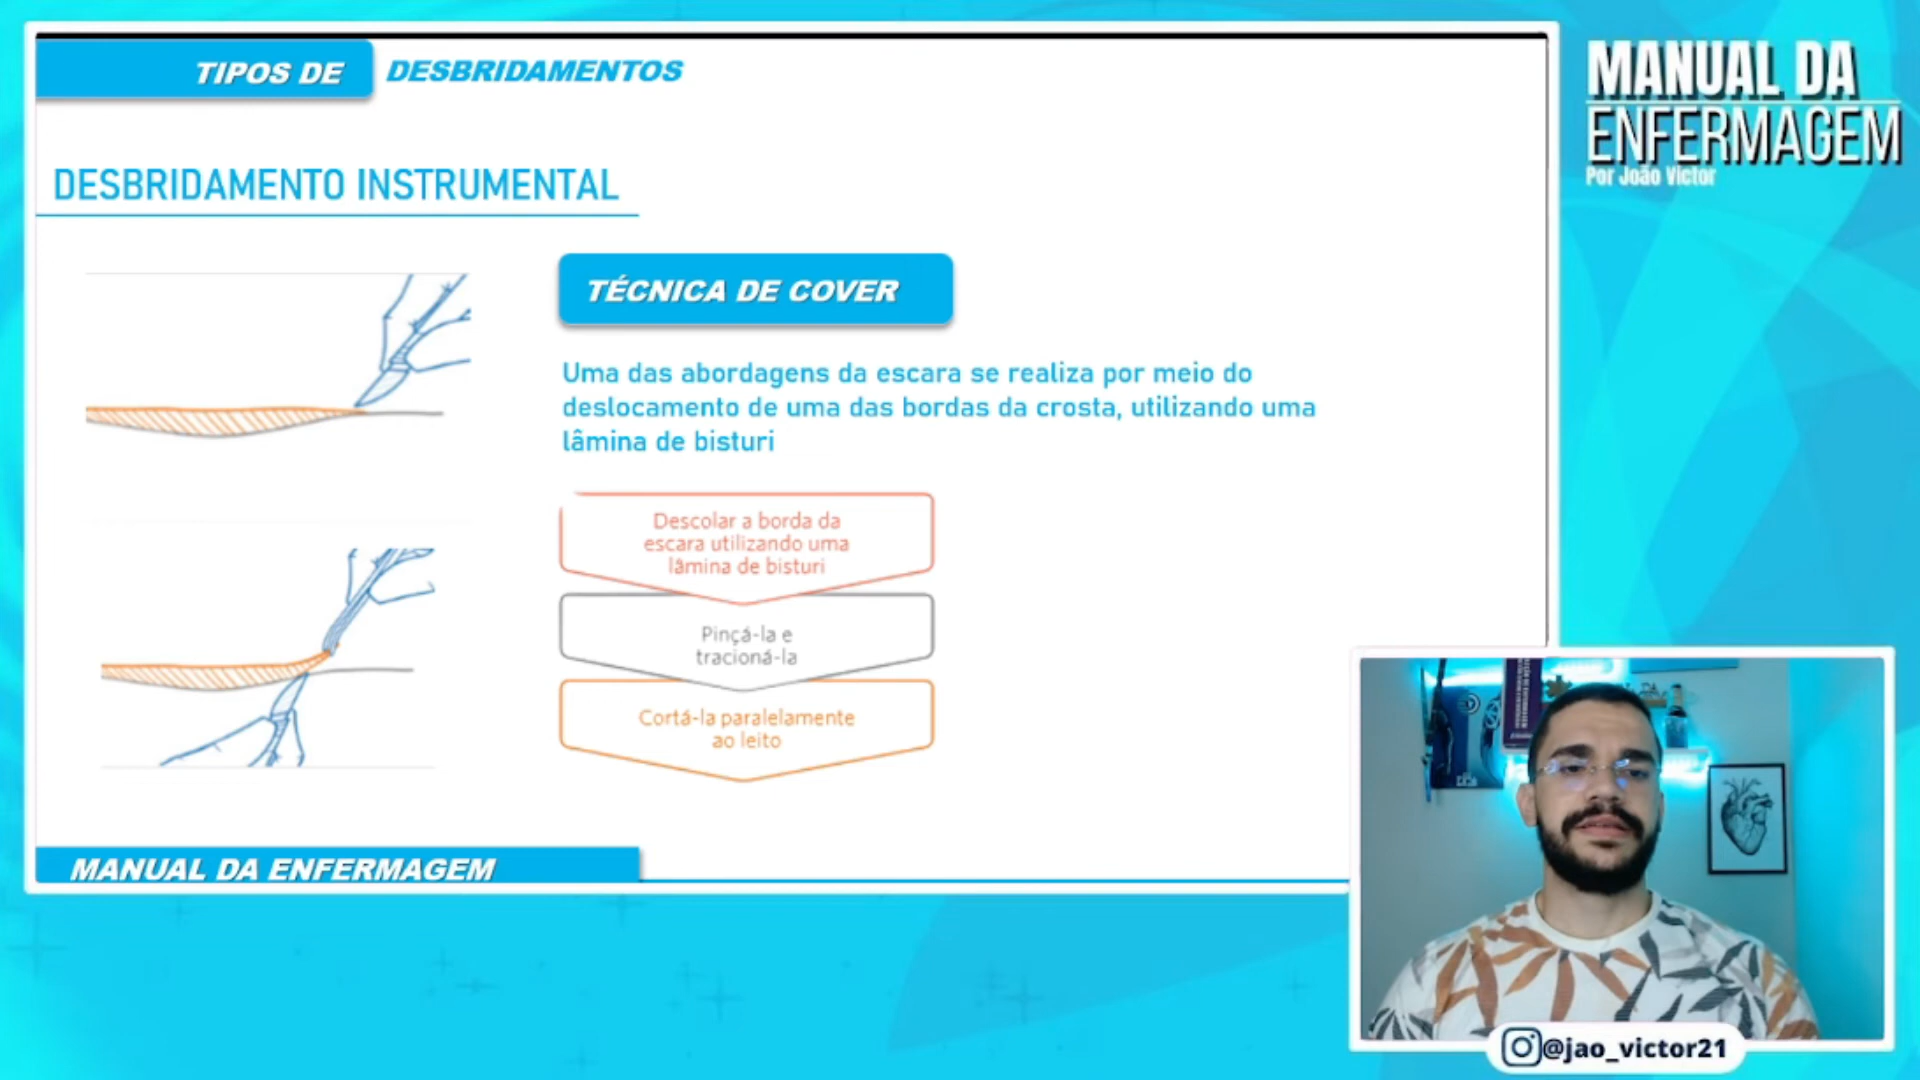 TIPOS DE DESBRIDAMENTOS
MANUAL DA
ENFERMAGEM
Por João Victor
DESBRIDAMENTO INSTRUMENTAL
TÉCNICA DE COVER
Uma das abordagens da escara se realiza por meio do
deslocamento de uma das bordas da crosta, utilizando uma
lâmina de bisturi
Descolar a borda da
escara utilizando uma
lâmina de bisturi
Pinçá-la e
tracioná-la
Cortá-la paralelamente
ao leito
MANUAL DA ENFERMAGEM
@jao_victor21